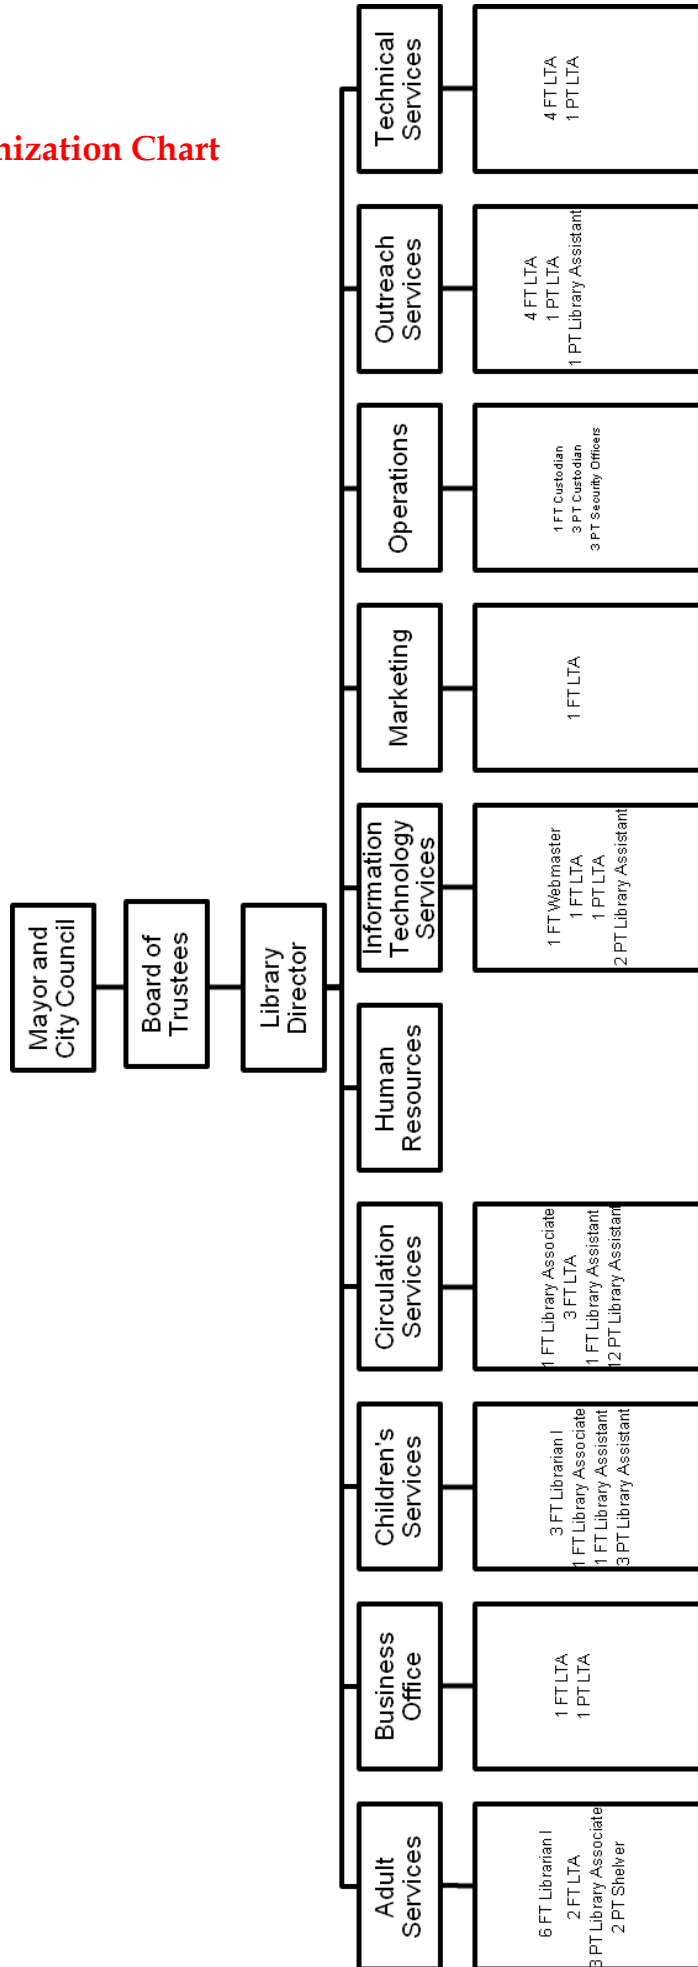 nization Chart
Mayor and
City Council
Board of
Trustees
Library
Director
Adult
Services
Business
Office
Children's
Services
Circulation
Services
Human
Resources
Information
Technology
Services
Marketing
Operations
Outreach
Services
Technical
Services
6 FT Librarian I
2 FT LTA
3 PT Library Associate
2 PT Shelver
1 FT LTA
1 PT LTA
3 FT Librarian I
1 FT Library Associate
1 FT Library Assistant
3 PT Library Assistant
1 FT Library Associate
3 FT LTA
1 FT Library Assistant
12 PT Library Assistant
1 FT Webmaster
1 FT LTA
1 PT LTA
2 PT Library Assistant
1 FT LTA
1 FT Custodian
3 PT Custodian
3 PT Security Officers
4 FT LTA
1 PT LTA
1 PT Library Assistant
4 FT LTA
1 PT LTA